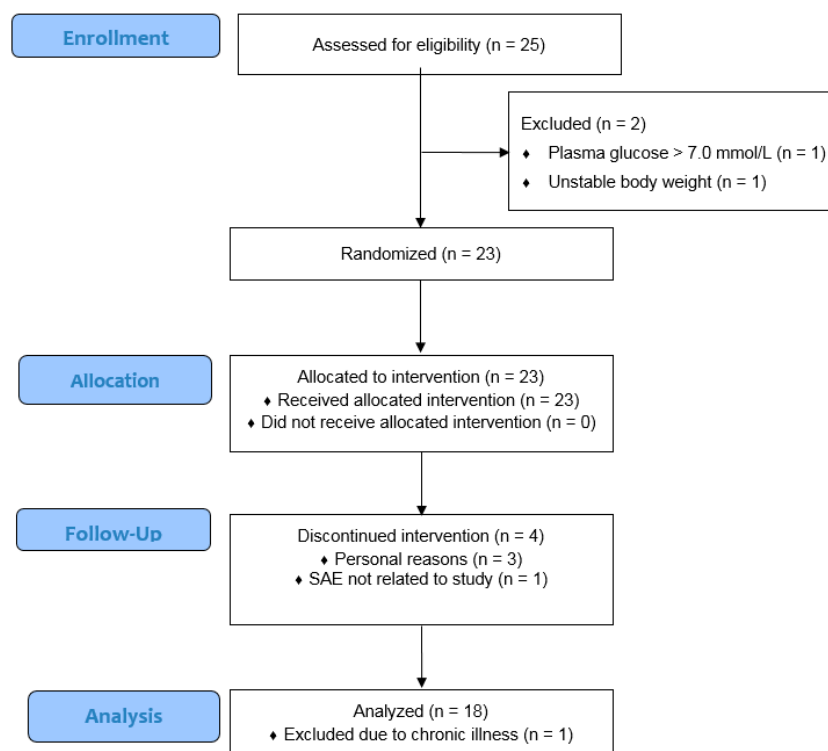 Enrollment
Assessed for eligibility (n = 25)
Excluded (n = 2)
♦ Plasma glucose > 7.0 mmol/L (n = 1)
♦ Unstable body weight (n = 1)
Randomized (n = 23)
Allocation
Allocated to intervention (n = 23)
♦ Received allocated intervention (n = 23)
♦ Did not receive allocated intervention (n = 0)
Follow-Up
Discontinued intervention (n = 4)
♦ Personal reasons (n = 3)
♦ SAE not related to study (n = 1)
Analysis
Analyzed (n = 18)
♦ Excluded due to chronic illness (n = 1)